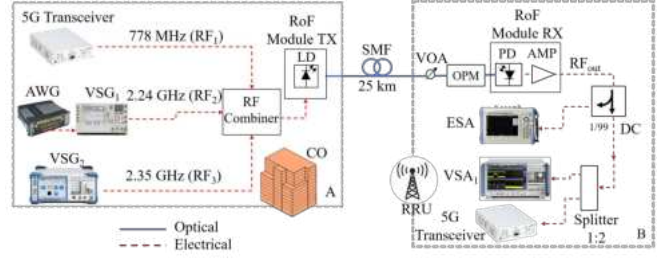 5G Transceiver
778 MHz (RF1)
RoF
Module TX
LD
AWG
VSG1
2.24 GHz (RF2)
RF
Combiner
VSG2
2.35 GHz (RF3)
CO
A
Optical
Electrical
SMF
25 km
VOA
OPM
RoF
Module RX
PD
AMP
RFout
ESA
1/99
DC
RRU
VSA1
5G
Transceiver
Splitter
1:2
B